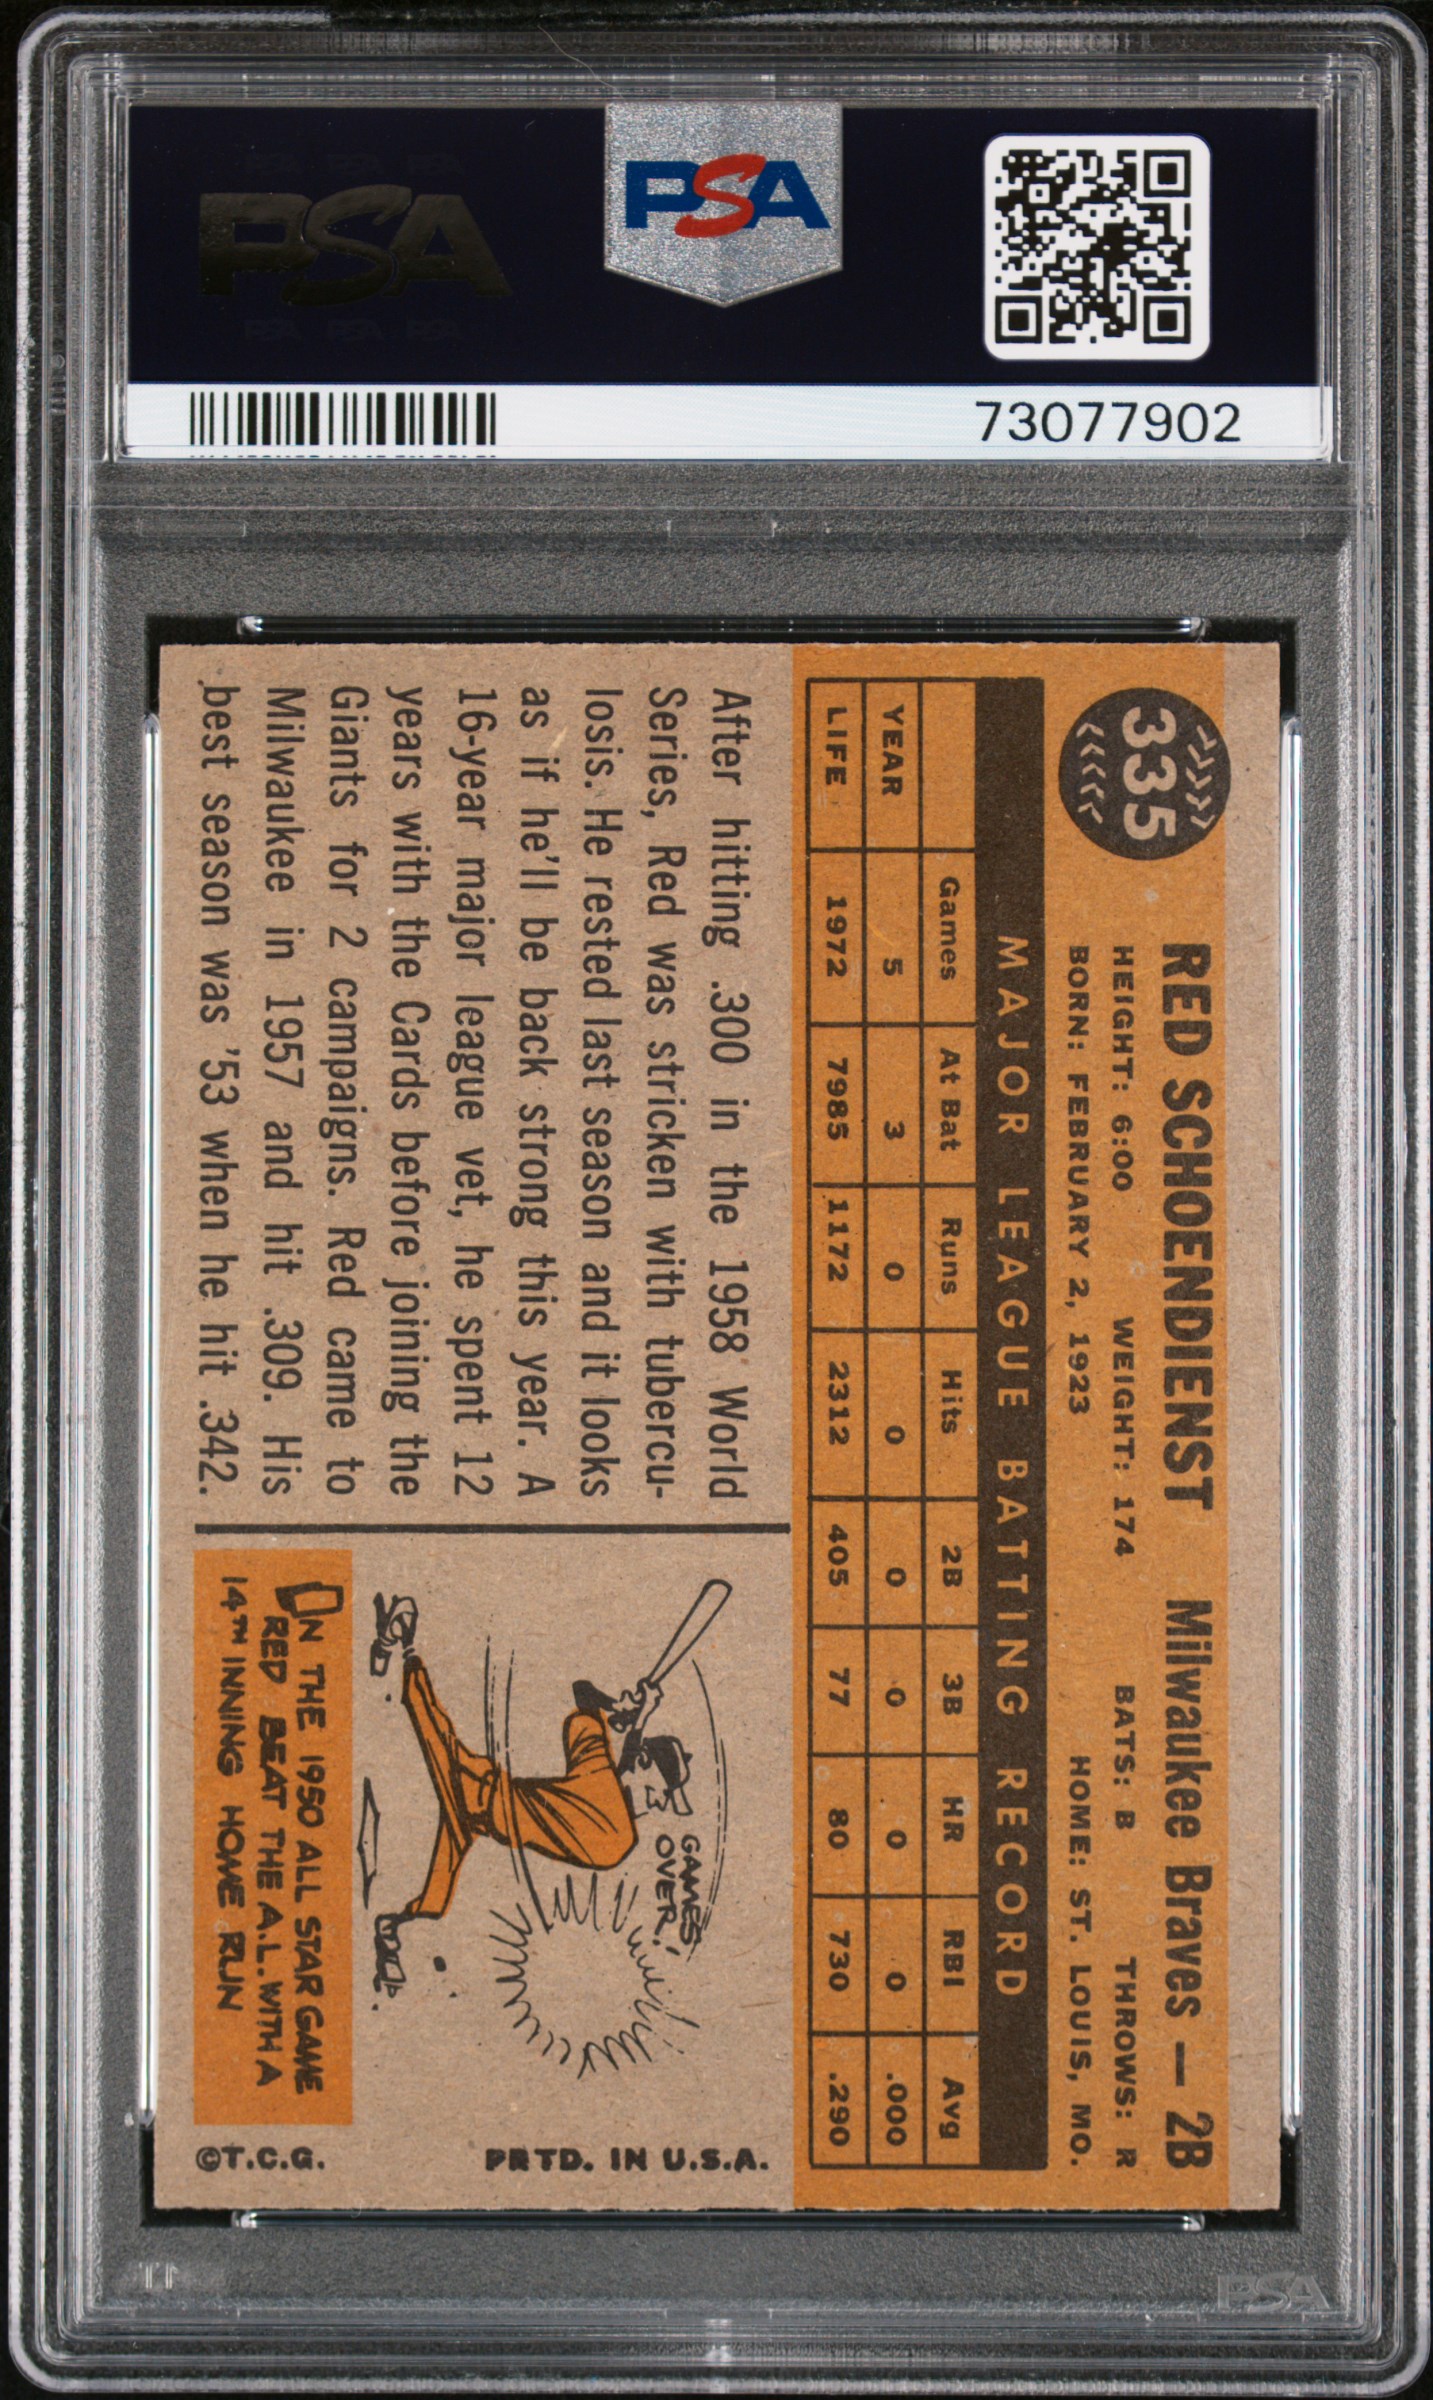 PSA
PSA
73077902
335
RED SCHOENDIENST Milwaukee Braves — 2B
HEIGHT: 6:00 WEIGHT: 174 BATS: B THROWS: R
BORN: FEBRUARY 2, 1923 HOME: ST. LOUIS, MO.
MAJOR LEAGUE BATTING RECORD
Games At Bat Runs Hits 2B 3B HR RBI Avg
YEAR 5 3 0 0 0 0 0 0 .000
LIFE 1972 7985 1172 2312 405 77 80 730 .290
After hitting .300 in the 1958 World
Series, Red was stricken with tubercu-
losis. He rested last season and it looks
as if he'll be back strong this year. A
16-year major league vet, he spent 12
years with the Cards before joining the
Giants for 2 campaigns. Red came to
Milwaukee in 1957 and hit .309. His
best season was '53 when he hit .342.
GAMES
OVER!
IN THE 1950 ALL STAR GAME
RED BEAT THE A.L. WITH A
14TH INNING HOME RUN
©T.C.G. PRTD. IN U.S.A.
PSA